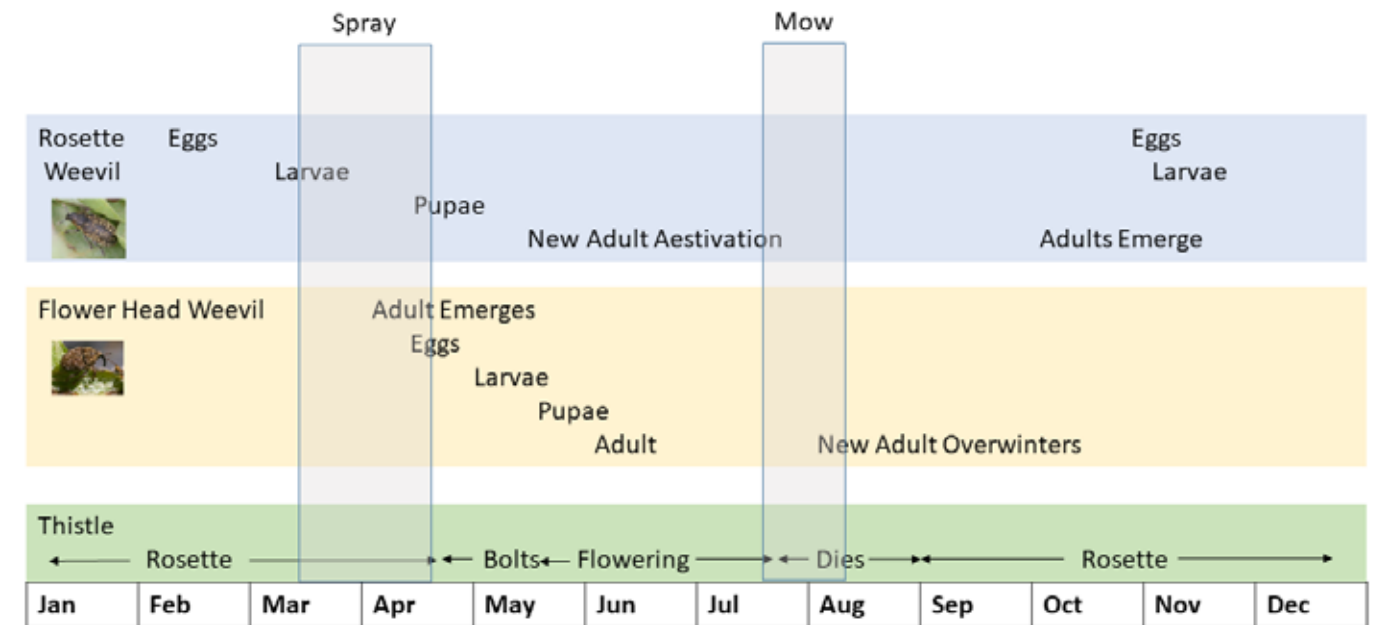 Spray Mow
Rosette Eggs Eggs
Weevil Larvae Larvae
Pupae
New Adult Aestivation Adults Emerge
Flower Head Weevil Adult Emerges
Eggs
Larvae
Pupae
Adult New Adult Overwinters
Thistle
Rosette Bolts Flowering Dies Rosette
Jan Feb Mar Apr May Jun Jul Aug Sep Oct Nov Dec